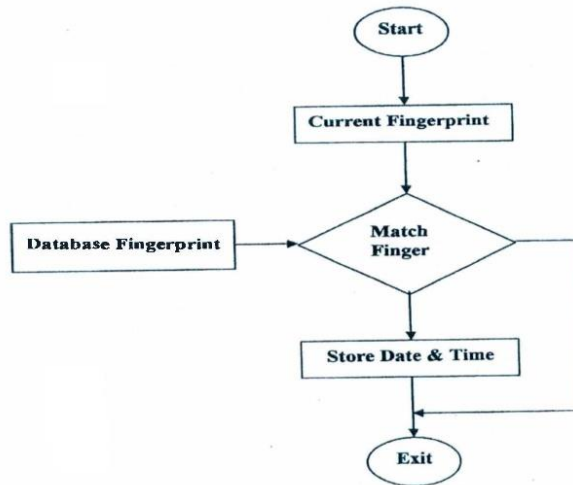 Start
Current Fingerprint
Database Fingerprint
Match
Finger
Store Date & Time
Exit